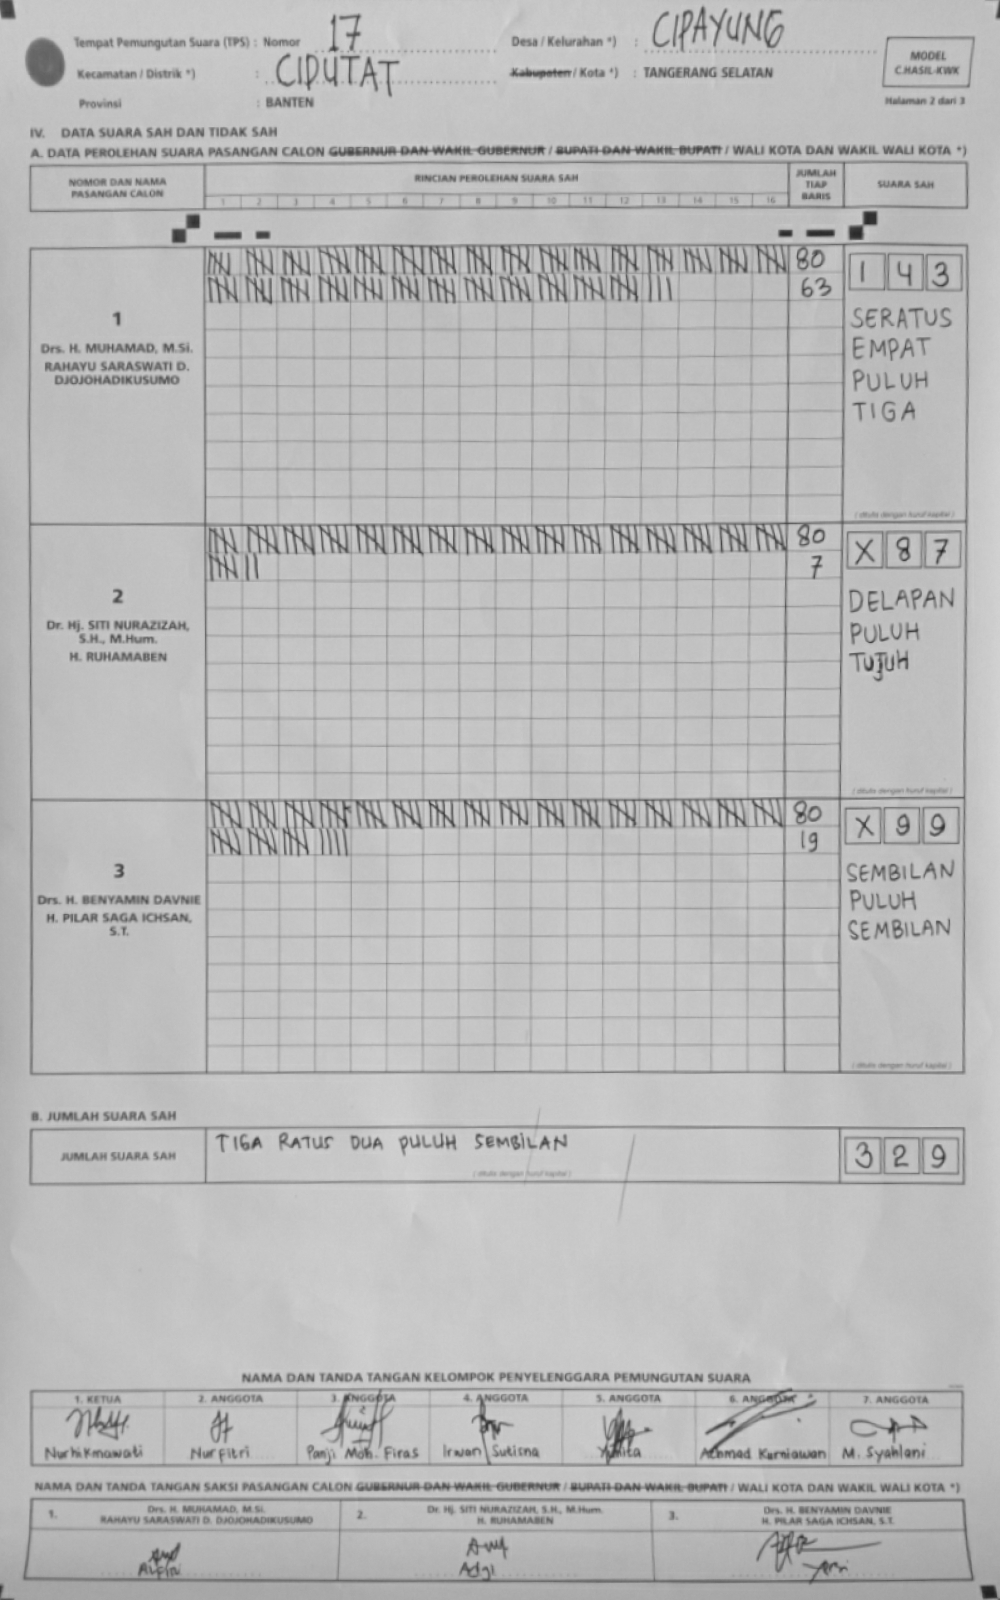 Tempat Pemungutan Suara (TPS) : Nomor 17 Desa / Kelurahan *) : CIPAYUNG
Kecamatan / Distrik *) : CIPUTAT Kabupaten / Kota *) : TANGERANG SELATAN
Provinsi : BANTEN
MODEL
C.HASIL-KWK
Halaman 2 dari 3
IV. DATA SUARA SAH DAN TIDAK SAH
A. DATA PEROLEHAN SUARA PASANGAN CALON GUBERNUR DAN WAKIL GUBERNUR / BUPATI DAN WAKIL BUPATI / WALI KOTA DAN WAKIL WALI KOTA *)
NOMOR DAN NAMA
PASANGAN CALON
RINCIAN PEROLEHAN SUARA SAH
1 2 3 4 5 6 7 8 9 10 11 12 13 14 15 16
JUMLAH
TIAP
BARIS
SUARA SAH
1
Drs. H. MUHAMAD, M.Si.
RAHAYU SARASWATI D.
DJOJOHADIKUSUMO
80
63
1 4 3
SERATUS
EMPAT
PULUH
TIGA
(ditulis dengan huruf kapital)
2
Dr. Hj. SITI NURAZIZAH,
S.H., M.Hum.
H. RUHAMABEN
80
7
X 8 7
DELAPAN
PULUH
TUJUH
(ditulis dengan huruf kapital)
3
Drs. H. BENYAMIN DAVNIE
H. PILAR SAGA ICHSAN,
S.T.
80
19
X 9 9
SEMBILAN
PULUH
SEMBILAN
(ditulis dengan huruf kapital)
B. JUMLAH SUARA SAH
JUMLAH SUARA SAH
TIGA RATUS DUA PULUH SEMBILAN
(ditulis dengan huruf kapital)
3 2 9
NAMA DAN TANDA TANGAN KELOMPOK PENYELENGGARA PEMUNGUTAN SUARA
1. KETUA 2. ANGGOTA 3. ANGGOTA 4. ANGGOTA 5. ANGGOTA 6. ANGGOTA 7. ANGGOTA
Nurhikmawati Nurfitri Panji Moh. Firas Irwan Sutisna Yunita Achmad Kurniawan M. Syahlani
NAMA DAN TANDA TANGAN SAKSI PASANGAN CALON GUBERNUR DAN WAKIL GUBERNUR / BUPATI DAN WAKIL BUPATI / WALI KOTA DAN WAKIL WALI KOTA *)
1. Drs. H. MUHAMAD, M.Si.
RAHAYU SARASWATI D. DJOJOHADIKUSUMO
2. Dr. Hj. SITI NURAZIZAH, S.H., M.Hum.
H. RUHAMABEN
3. Drs. H. BENYAMIN DAVNIE
H. PILAR SAGA ICHSAN, S.T.
Adji